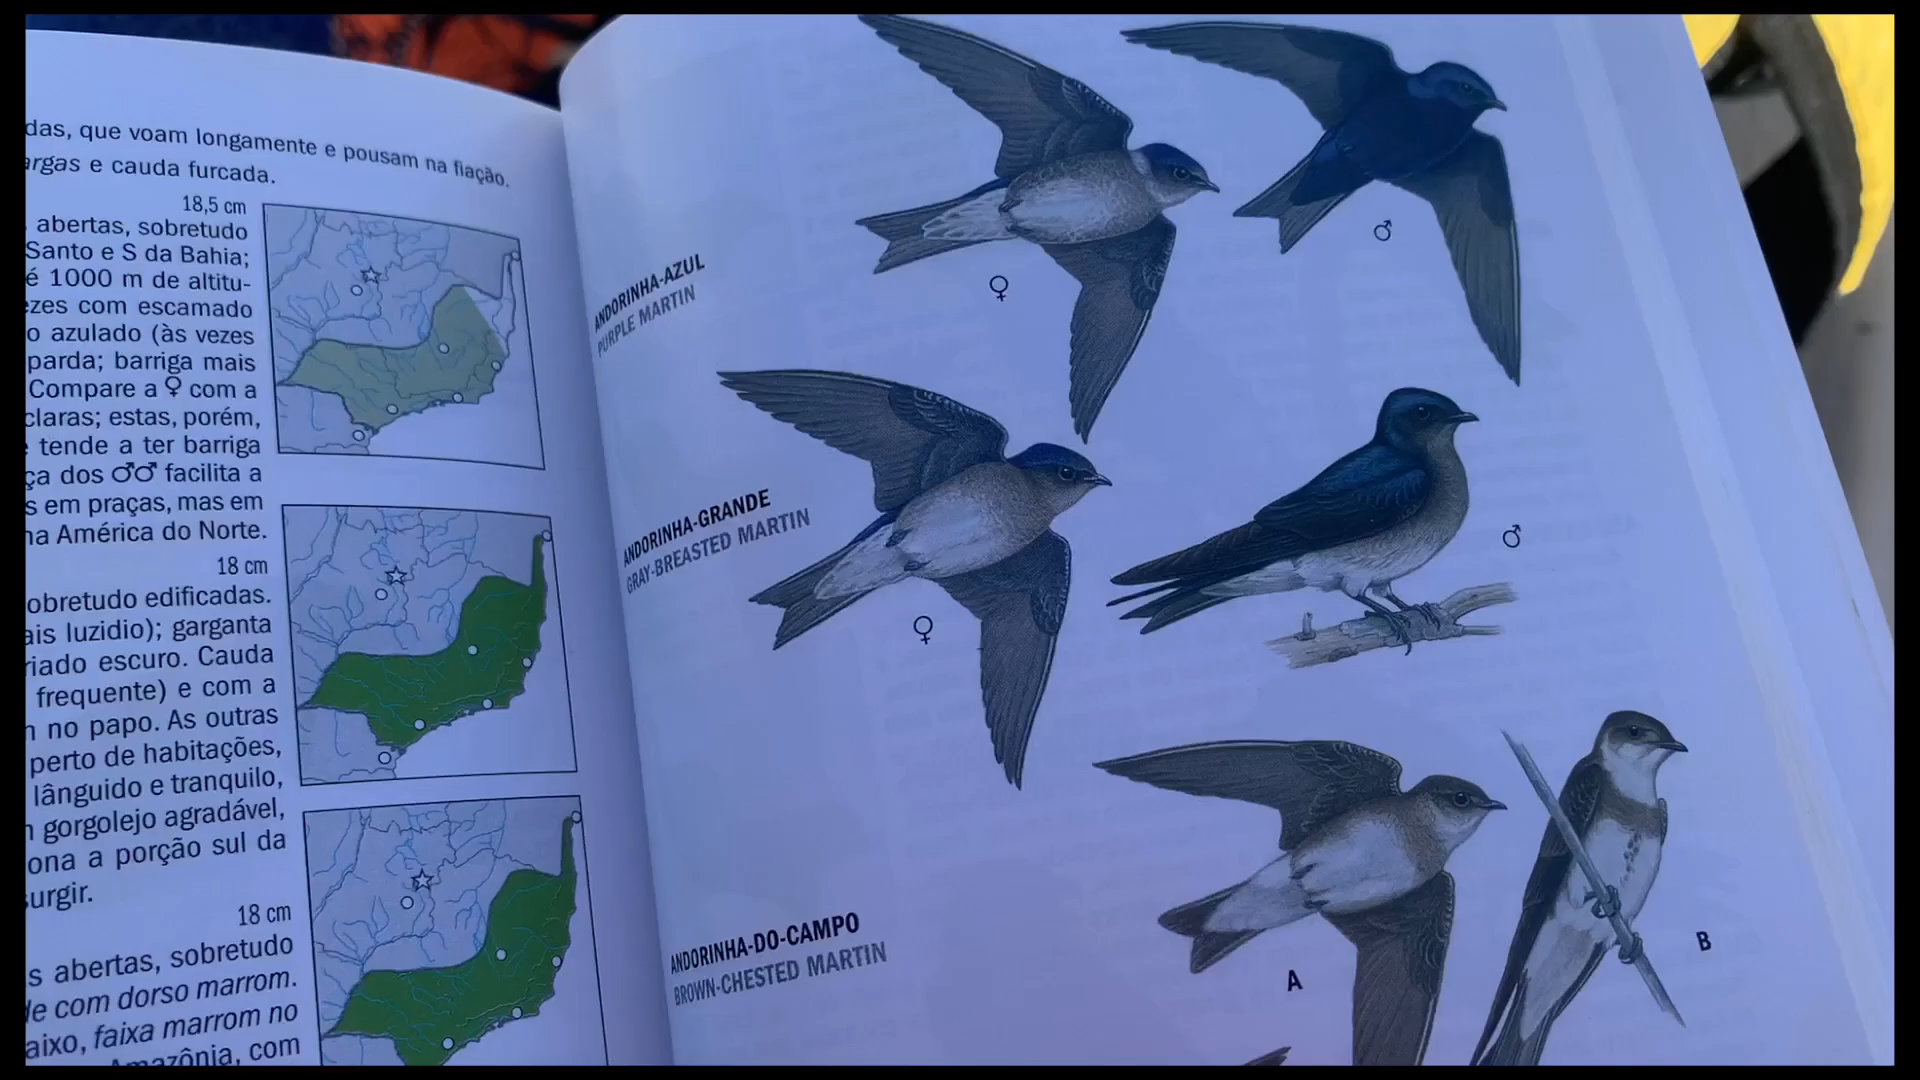 das, que voam longamente e pousam na fiação.
argas e cauda furcada.
18,5 cm
abertas, sobretudo
Santo e S da Bahia;
é 1000 m de altitu-
zes com escamado
o azulado (às vezes
parda; barriga mais
Compare a ♀ com a
claras; estas, porém,
tende a ter barriga
ça dos ♂♂ facilita a
s em praças, mas em
na América do Norte.
18 cm
obretudo edificadas.
ais luzidio); garganta
riado escuro. Cauda
frequente) e com a
no papo. As outras
perto de habitações,
lânguido e tranquilo,
gorgolejo agradável,
ona a porção sul da
surgir.
18 cm
s abertas, sobretudo
de com dorso marrom.
aixo, faixa marrom no
Amazônia, com
ANDORINHA-AZUL
PURPLE MARTIN
♀
♂
ANDORINHA-GRANDE
GRAY-BREASTED MARTIN
♀
♂
ANDORINHA-DO-CAMPO
BROWN-CHESTED MARTIN
A
B